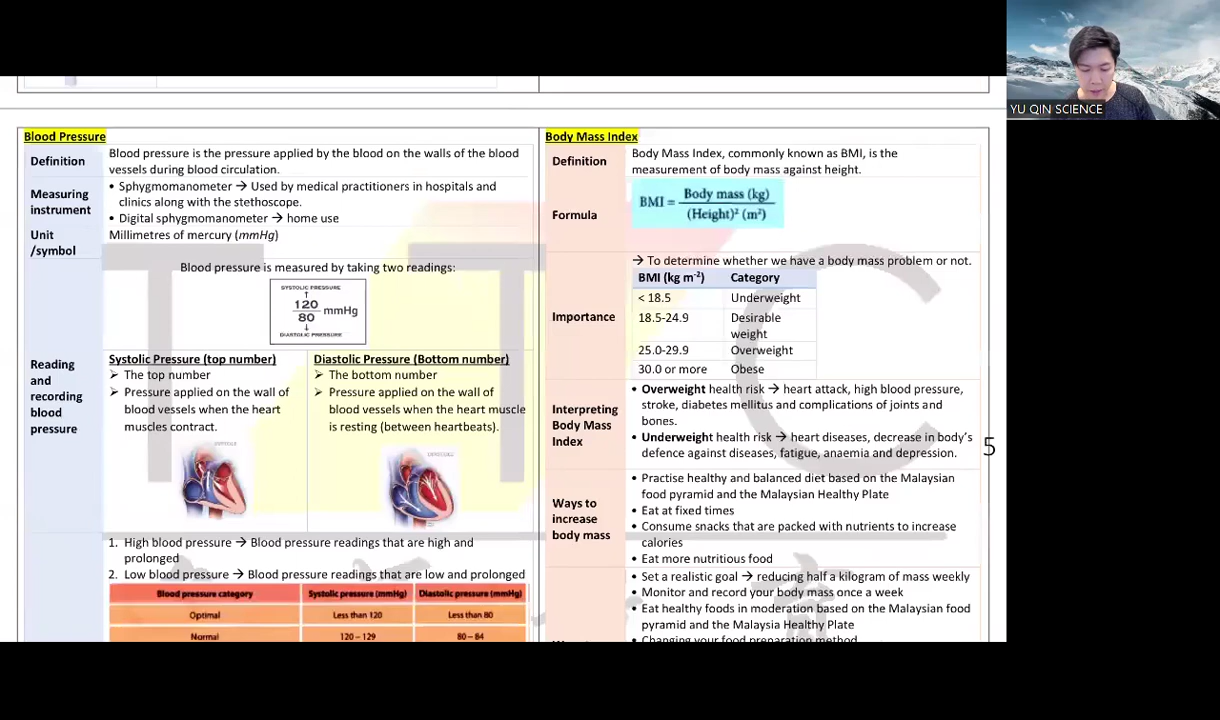 YU QIN SCIENCE
Blood Pressure
Definition
Blood pressure is the pressure applied by the blood on the walls of the blood
vessels during blood circulation.
Measuring
instrument
• Sphygmomanometer → Used by medical practitioners in hospitals and
clinics along with the stethoscope.
• Digital sphygmomanometer → home use
Unit
/symbol
Millimetres of mercury (mmHg)
Reading
and
recording
blood
pressure
Blood pressure is measured by taking two readings:
SYSTOLIC PRESSURE
↑
120
80
mmHg
↓
DIASTOLIC PRESSURE
Systolic Pressure (top number)
➢ The top number
➢ Pressure applied on the wall of
blood vessels when the heart
muscles contract.
Diastolic Pressure (Bottom number)
➢ The bottom number
➢ Pressure applied on the wall of
blood vessels when the heart muscle
is resting (between heartbeats).
1. High blood pressure → Blood pressure readings that are high and
prolonged
2. Low blood pressure → Blood pressure readings that are low and prolonged
Blood pressure category Systolic pressure (mmHg) Diastolic pressure (mmHg)
Optimal Less than 120 Less than 80
Normal 120 – 129 80 – 84
Body Mass Index
Definition
Body Mass Index, commonly known as BMI, is the
measurement of body mass against height.
Formula
BMI = Body mass (kg)
(Height)² (m²)
Importance
→ To determine whether we have a body mass problem or not.
BMI (kg m⁻²) Category
< 18.5 Underweight
18.5-24.9 Desirable
weight
25.0-29.9 Overweight
30.0 or more Obese
Interpreting
Body Mass
Index
• Overweight health risk → heart attack, high blood pressure,
stroke, diabetes mellitus and complications of joints and
bones.
• Underweight health risk → heart diseases, decrease in body's
defence against diseases, fatigue, anaemia and depression.
5
Ways to
increase
body mass
• Practise healthy and balanced diet based on the Malaysian
food pyramid and the Malaysian Healthy Plate
• Eat at fixed times
• Consume snacks that are packed with nutrients to increase
calories
• Eat more nutritious food
• Set a realistic goal → reducing half a kilogram of mass weekly
• Monitor and record your body mass once a week
• Eat healthy foods in moderation based on the Malaysian food
pyramid and the Malaysia Healthy Plate
• Changing your food preparation method
TTC